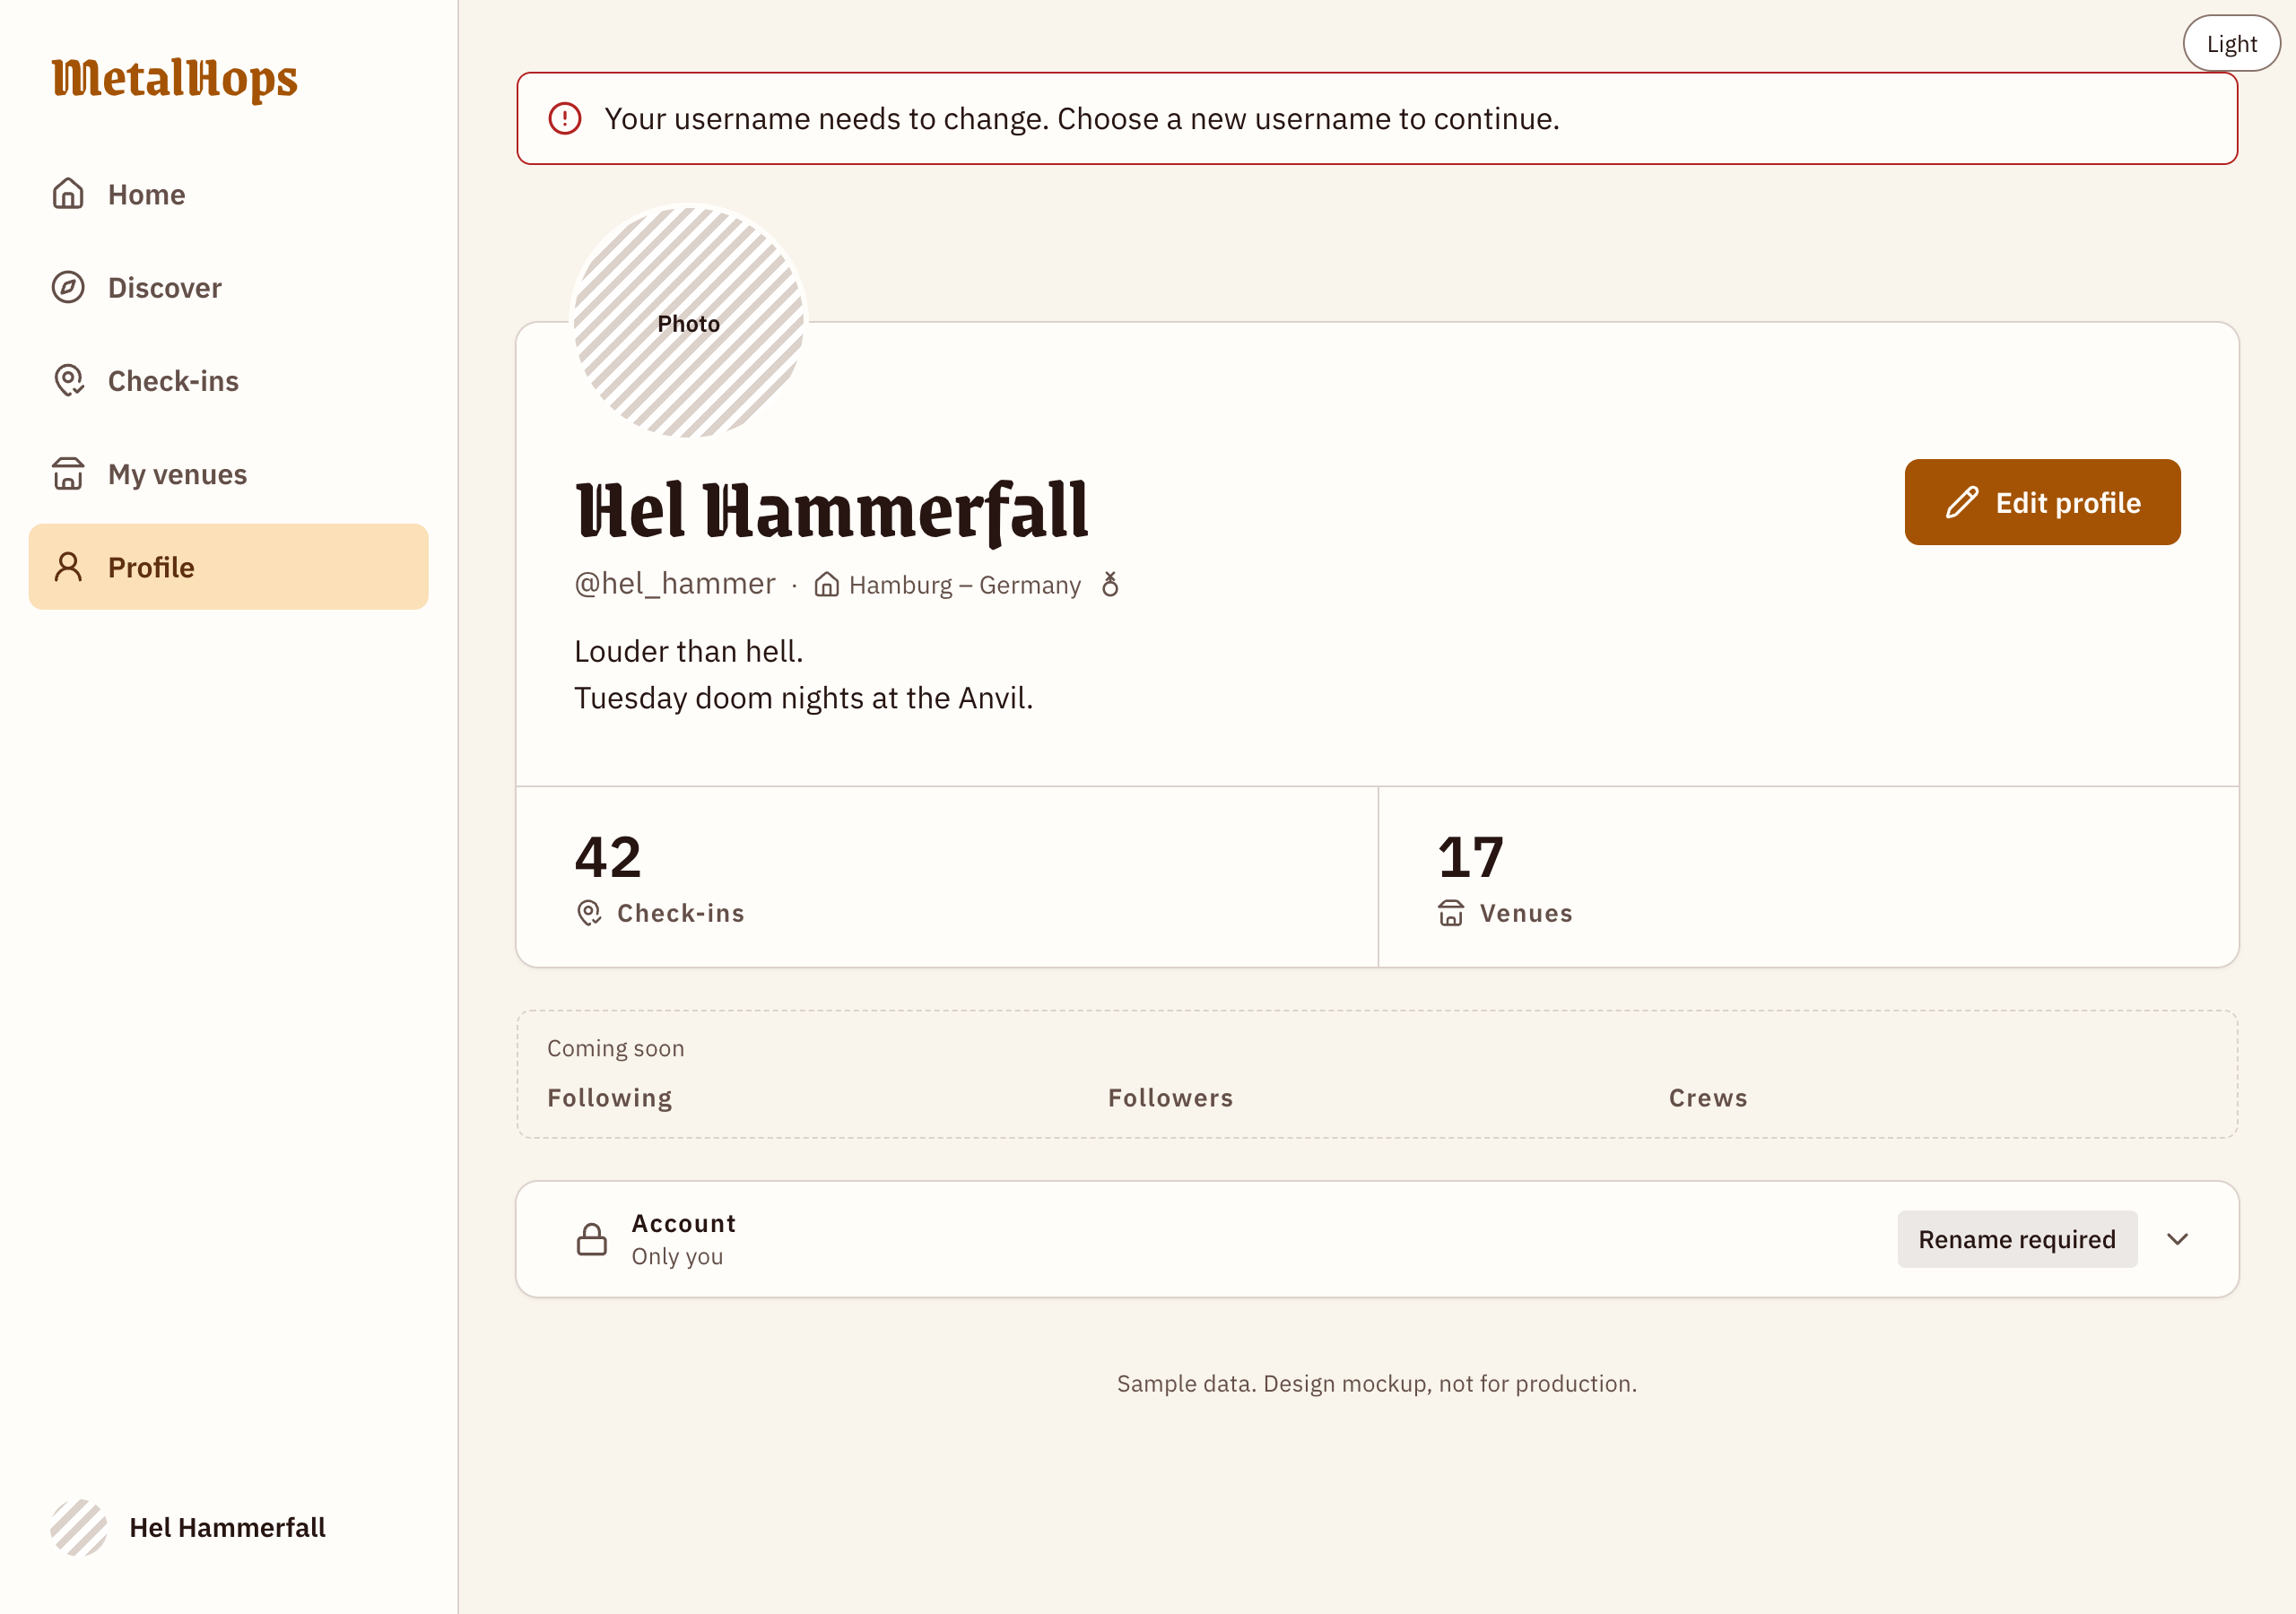 MetalHops
Home
Discover
Check-ins
My venues
Profile
Hel Hammerfall
Light
Your username needs to change. Choose a new username to continue.
Photo
Hel Hammerfall
Edit profile
@hel_hammer · Hamburg – Germany
Louder than hell.
Tuesday doom nights at the Anvil.
42
Check-ins
17
Venues
Coming soon
Following
Followers
Crews
Account
Only you
Rename required
Sample data. Design mockup, not for production.